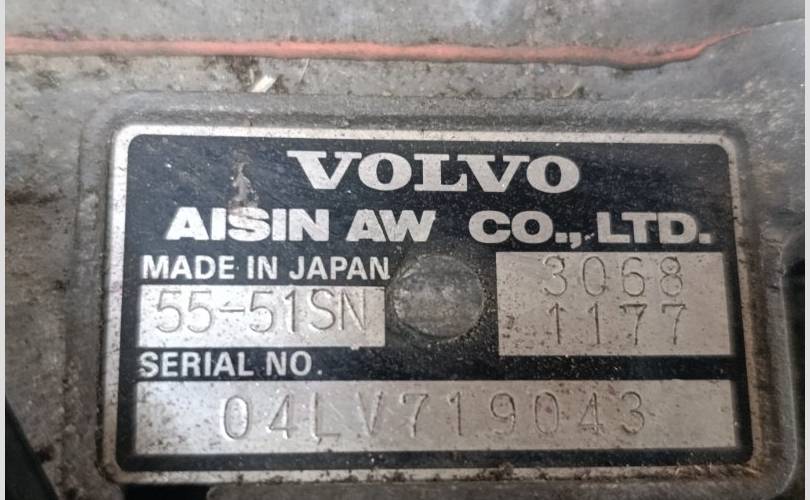 VOLVO
AISIN AW CO., LTD.
MADE IN JAPAN
55-51SN
3068
1177
SERIAL NO.
04LV719043